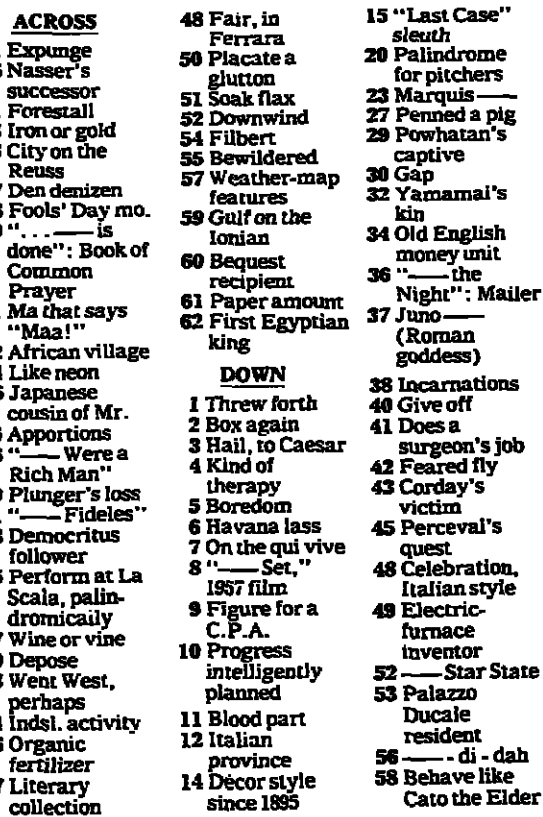 ACROSS
Expunge
Nasser's
successor
Forestall
Iron or gold
City on the
Reuss
Den denizen
Fools' Day mo.
"... — is
done": Book of
Common
Prayer
Ma that says
"Maa!"
African village
Like neon
Japanese
cousin of Mr.
Apportions
"— Were a
Rich Man"
Plunger's loss
"— Fideles"
Democritus
follower
Perform at La
Scala, palin-
dromically
Wine or vine
Depose
Went West,
perhaps
Indsl. activity
Organic
fertilizer
Literary
collection
48 Fair, in
Ferrara
50 Placate a
glutton
51 Soak flax
52 Downwind
54 Filbert
55 Bewildered
57 Weather-map
features
59 Gulf on the
Ionian
60 Bequest
recipient
61 Paper amount
62 First Egyptian
king
DOWN
1 Threw forth
2 Box again
3 Hail, to Caesar
4 Kind of
therapy
5 Boredom
6 Havana lass
7 On the qui vive
8 "— Set,"
1957 film
9 Figure for a
C.P.A.
10 Progress
intelligently
planned
11 Blood part
12 Italian
province
14 Décor style
since 1895
15 "Last Case"
sleuth
20 Palindrome
for pitchers
23 Marquis —
27 Penned a pig
29 Powhatan's
captive
30 Gap
32 Yamamai's
kin
34 Old English
money unit
36 "— the
Night": Mailer
37 Juno —
(Roman
goddess)
38 Incarnations
40 Give off
41 Does a
surgeon's job
42 Feared fly
43 Corday's
victim
45 Perceval's
quest
48 Celebration,
Italian style
49 Electric-
furnace
inventor
52 — Star State
53 Palazzo
Ducale
resident
56 — - di - dah
58 Behave like
Cato the Elder